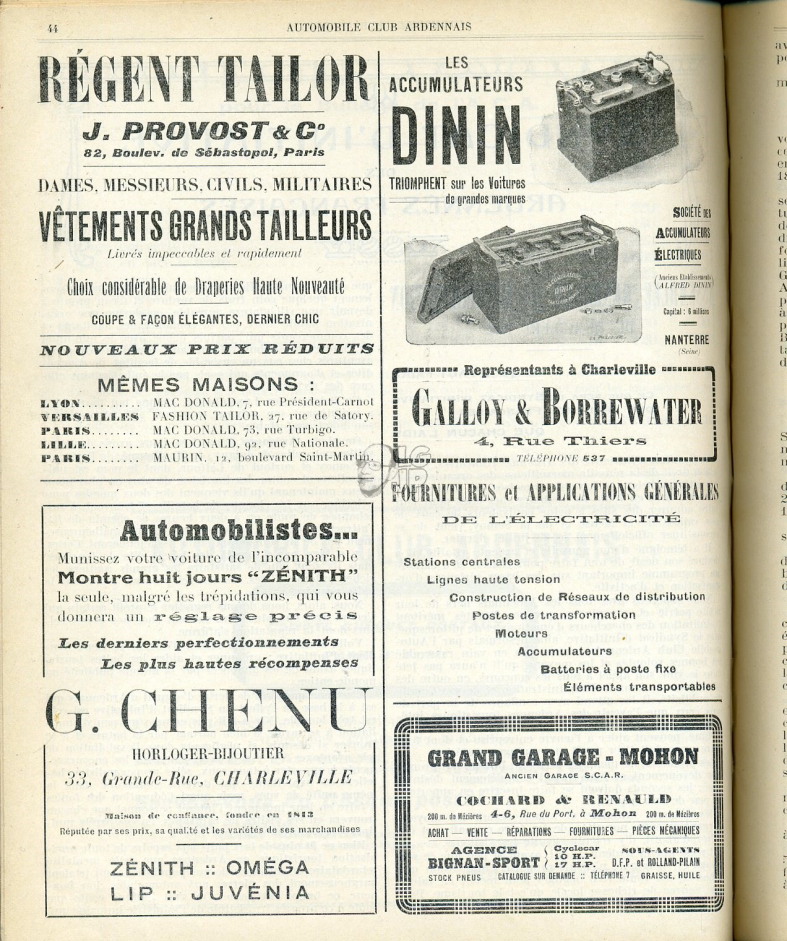 44
AUTOMOBILE CLUB ARDENNAIS
RÉGENT TAILOR
J. PROVOST & Cº
82, Boulev. de Sébastopol, Paris
DAMES, MESSIEURS, CIVILS, MILITAIRES
VÊTEMENTS GRANDS TAILLEURS
Livrés impeccables et rapidement
Choix considérable de Draperies Haute Nouveauté
COUPE & FAÇON ÉLÉGANTES, DERNIER CHIC
NOUVEAUX PRIX RÉDUITS
MÊMES MAISONS :
LYON.......... MAC DONALD, 7, rue Président-Carnot
VERSAILLES FASHION TAILOR, 27, rue de Satory.
PARIS........ MAC DONALD, 73, rue Turbigo.
LILLE........ MAC DONALD, 92, rue Nationale.
PARIS........ MAURIN, 12, boulevard Saint-Martin.
Automobilistes...
Munissez votre voiture de l'incomparable
Montre huit jours "ZÉNITH"
la seule, malgré les trépidations, qui vous
donnera un réglage précis
Les derniers perfectionnements
Les plus hautes récompenses
G. CHENU
HORLOGER-BIJOUTIER
33, Grande-Rue, CHARLEVILLE
Maison de confiance, fondée en 1813
Réputée par ses prix, sa qualité et les variétés de ses marchandises
ZÉNITH :: OMÉGA
LIP :: JUVÉNIA
LES
ACCUMULATEURS
DININ
TRIOMPHENT sur les Voitures
de grandes marques
DININ
SOCIÉTÉ DES
ACCUMULATEURS
ÉLECTRIQUES
(Anciens Etablissements
ALFRED DININ)
Capital : 6 millions
NANTERRE
(Seine)
Représentants à Charleville
GALLOY & BORREWATER
4, Rue Thiers
TÉLÉPHONE 537
FOURNITURES et APPLICATIONS GÉNÉRALES
DE L'ÉLECTRICITÉ
Stations centrales
Lignes haute tension
Construction de Réseaux de distribution
Postes de transformation
Moteurs
Accumulateurs
Batteries à poste fixe
Éléments transportables
GRAND GARAGE - MOHON
ANCIEN GARAGE S.C.A.R.
COCHARD & RENAULD
200 m. de Mézières 4-6, Rue du Port, à Mohon 200 m. de Mézières
ACHAT — VENTE — RÉPARATIONS — FOURNITURES — PIÈCES MÉCANIQUES
AGENCE
BIGNAN-SPORT
Cyclecar
10 H.P.
17 H.P.
SOUS-AGENTS
D.F.P. et ROLLAND-PILAIN
STOCK PNEUS CATALOGUE SUR DEMANDE :: TÉLÉPHONE 7 GRAISSE, HUILE